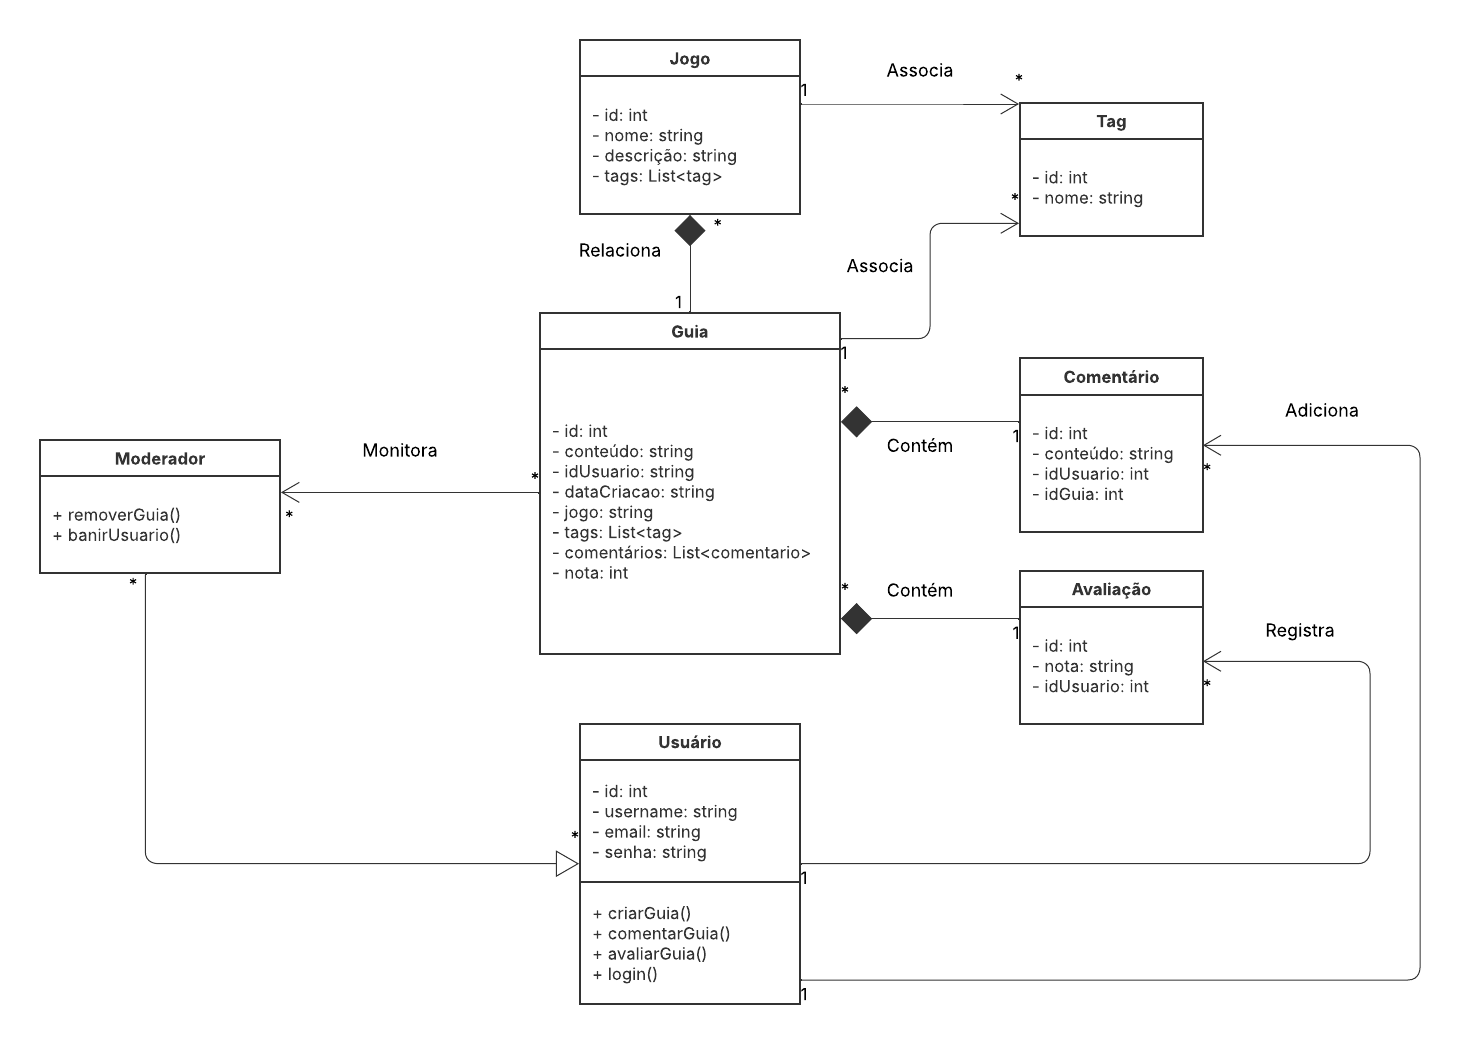 Jogo
- id: int
- nome: string
- descrição: string
- tags: List<tag>
1
Associa
*
Tag
- id: int
- nome: string
*
*
Relaciona
1
Associa
Guia
- id: int
- conteúdo: string
- idUsuario: string
- dataCriacao: string
- jogo: string
- tags: List<tag>
- comentários: List<comentario>
- nota: int
1
*
Contém
1
Comentário
- id: int
- conteúdo: string
- idUsuario: int
- idGuia: int
Adiciona
*
Moderador
+ removerGuia()
+ banirUsuario()
Monitora
*
*
*
*
Contém
1
Avaliação
- id: int
- nota: string
- idUsuario: int
Registra
*
Usuário
- id: int
- username: string
- email: string
- senha: string
*
1
+ criarGuia()
+ comentarGuia()
+ avaliarGuia()
+ login()
1